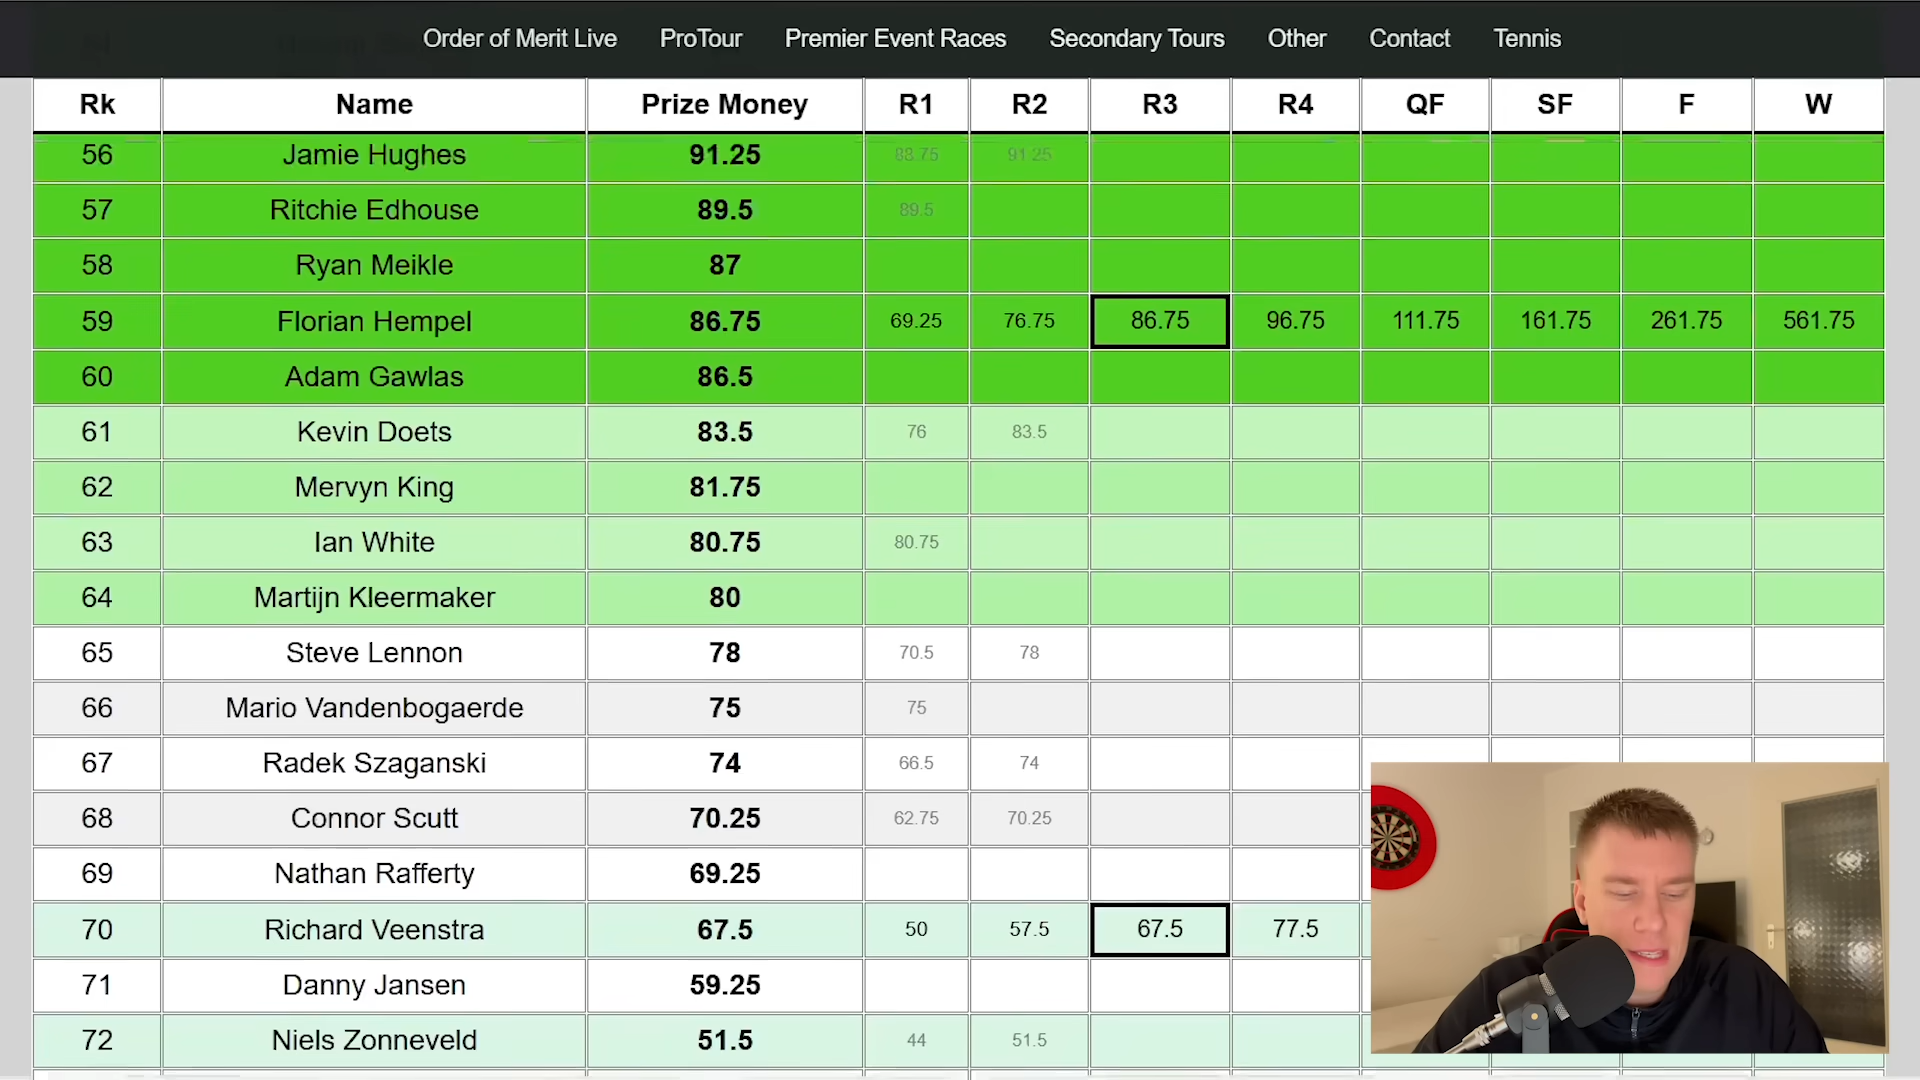 Order of Merit Live ProTour Premier Event Races Secondary Tours Other Contact Tennis
Rk Name Prize Money R1 R2 R3 R4 QF SF F W
56 Jamie Hughes 91.25 83.75 91.25
57 Ritchie Edhouse 89.5 89.5
58 Ryan Meikle 87
59 Florian Hempel 86.75 69.25 76.75 86.75 96.75 111.75 161.75 261.75 561.75
60 Adam Gawlas 86.5
61 Kevin Doets 83.5 76 83.5
62 Mervyn King 81.75
63 Ian White 80.75 80.75
64 Martijn Kleermaker 80
65 Steve Lennon 78 70.5 78
66 Mario Vandenbogaerde 75 75
67 Radek Szaganski 74 66.5 74
68 Connor Scutt 70.25 62.75 70.25
69 Nathan Rafferty 69.25
70 Richard Veenstra 67.5 50 57.5 67.5 77.5
71 Danny Jansen 59.25
72 Niels Zonneveld 51.5 44 51.5